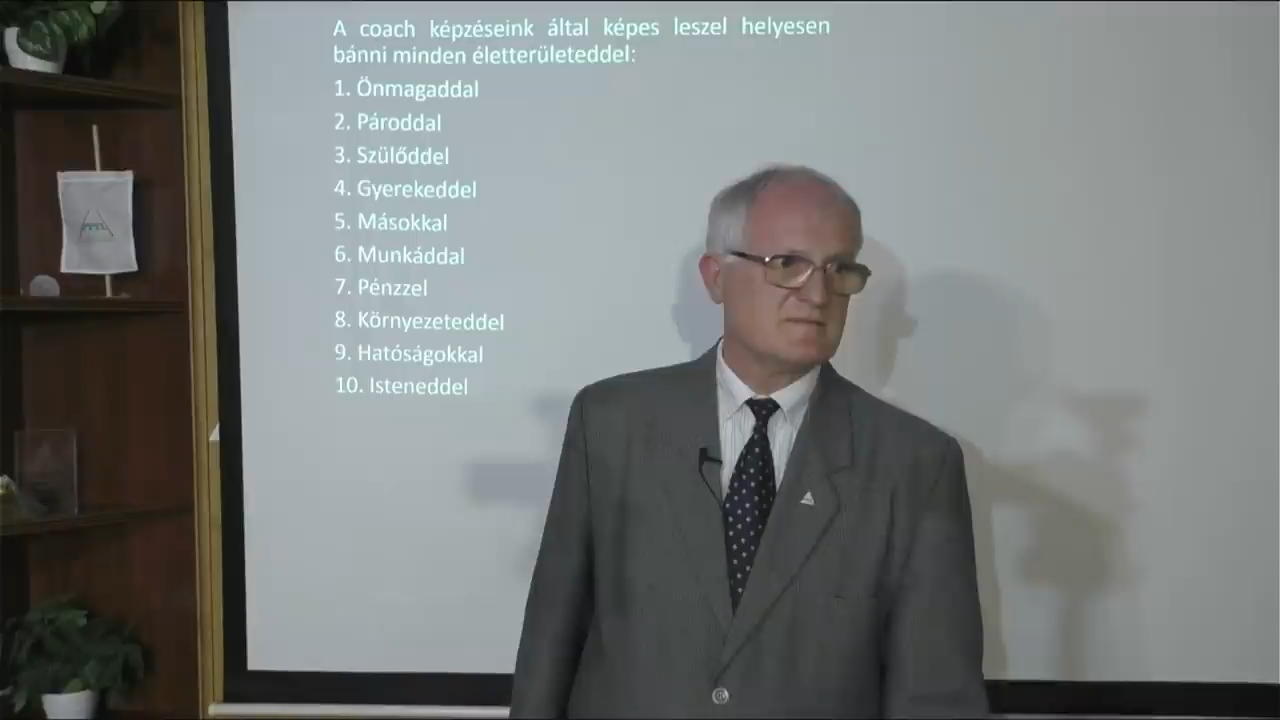 A coach képzéseink által képes leszel helyesen
bánni minden életterületeddel:
1. Önmagaddal
2. Pároddal
3. Szülőddel
4. Gyerekeddel
5. Másokkal
6. Munkáddal
7. Pénzzel
8. Környezeteddel
9. Hatóságokkal
10. Isteneddel